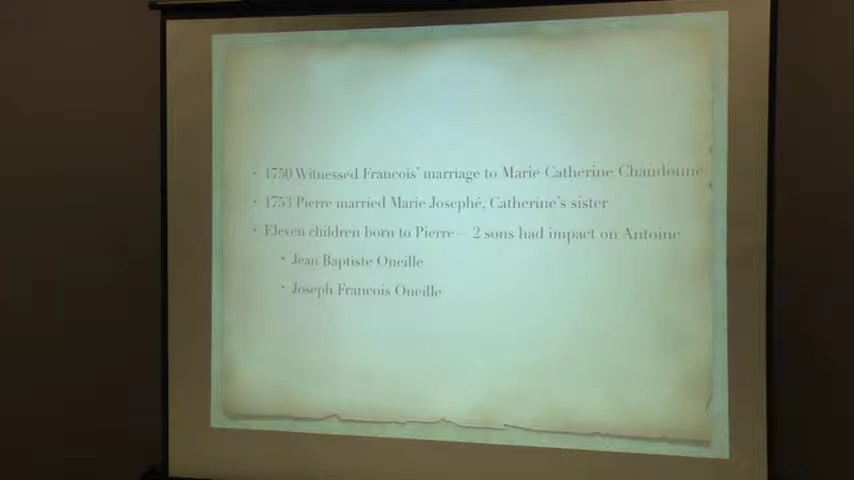 · 1750 Witnessed Francois' marriage to Marie Catherine Chandonne
· 1753 Pierre married Marie Josephé, Catherine's sister
· Eleven children born to Pierre – 2 sons had impact on Antoine
· Jean Baptiste Oneille
· Joseph Francois Oneille